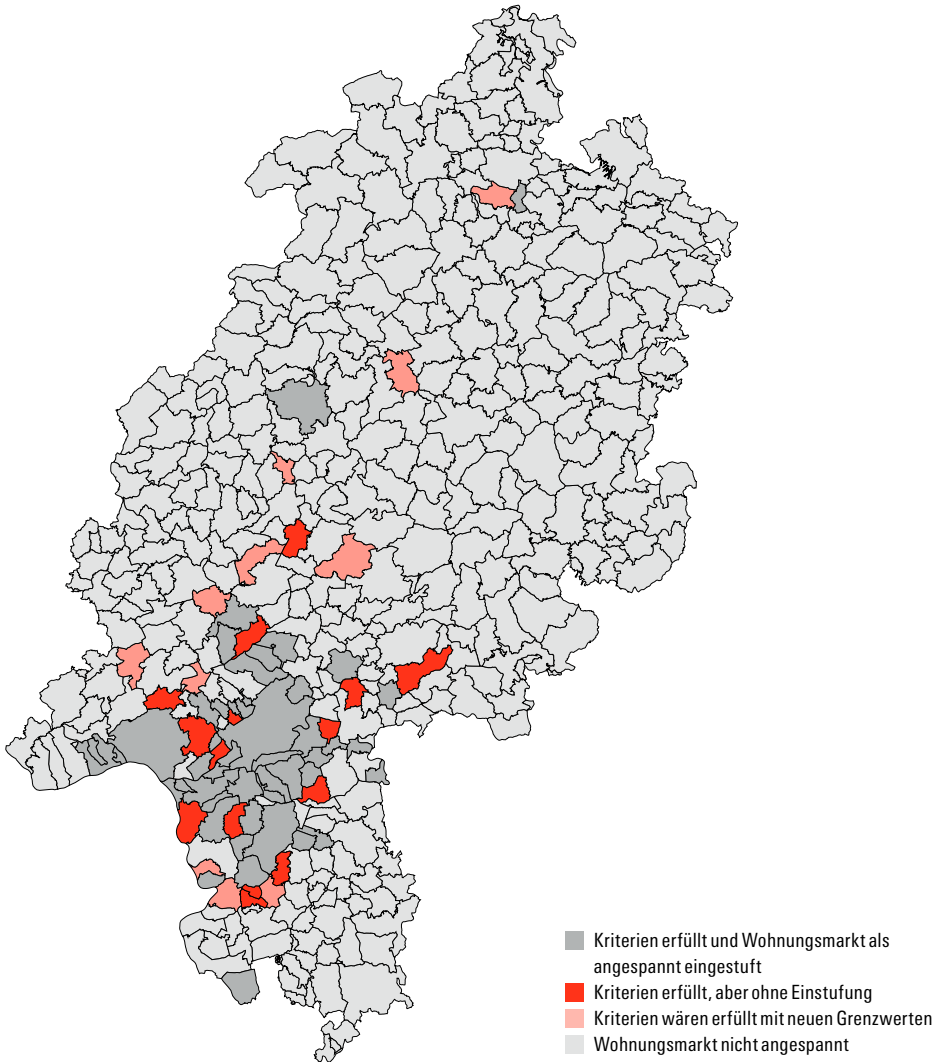 Kriterien erfüllt und Wohnungsmarkt als
angespannt eingestuft
Kriterien erfüllt, aber ohne Einstufung
Kriterien wären erfüllt mit neuen Grenzwerten
Wohnungsmarkt nicht angespannt